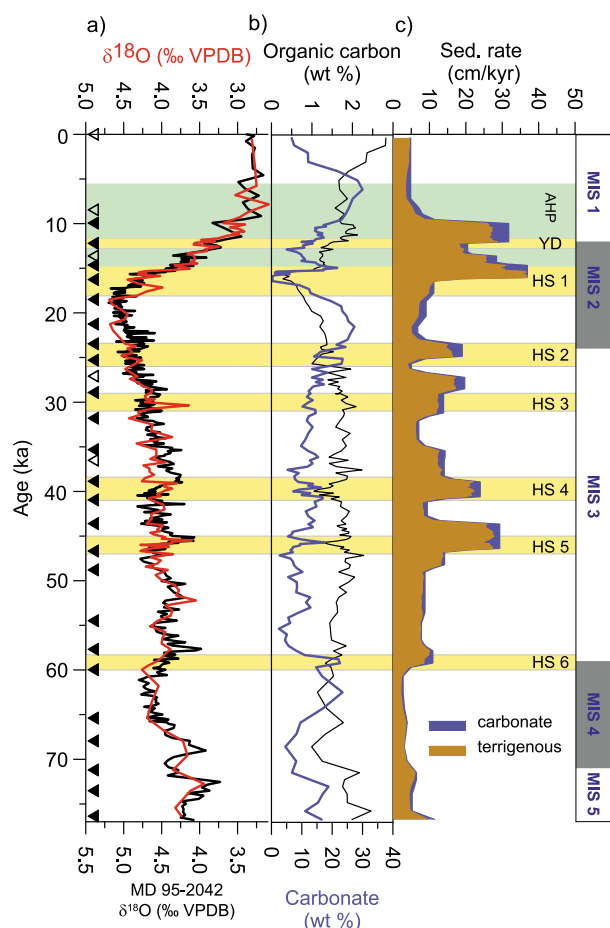 a)
b)
c)
δ¹⁸O (‰ VPDB)
Organic carbon
(wt %)
Sed. rate
(cm/kyr)
5.0 4.5 4.0 3.5 3.0
0 1 2
0 10 20 30 40 50
Age (ka)
0
10
20
30
40
50
60
70
AHP
YD
HS 1
HS 2
HS 3
HS 4
HS 5
HS 6
MIS 1
MIS 2
MIS 3
MIS 4
MIS 5
carbonate
terrigenous
5.0 4.5 4.0 3.5 3.0
0 10 20 30 40
MD 95-2042
δ¹⁸O (‰ VPDB)
Carbonate
(wt %)